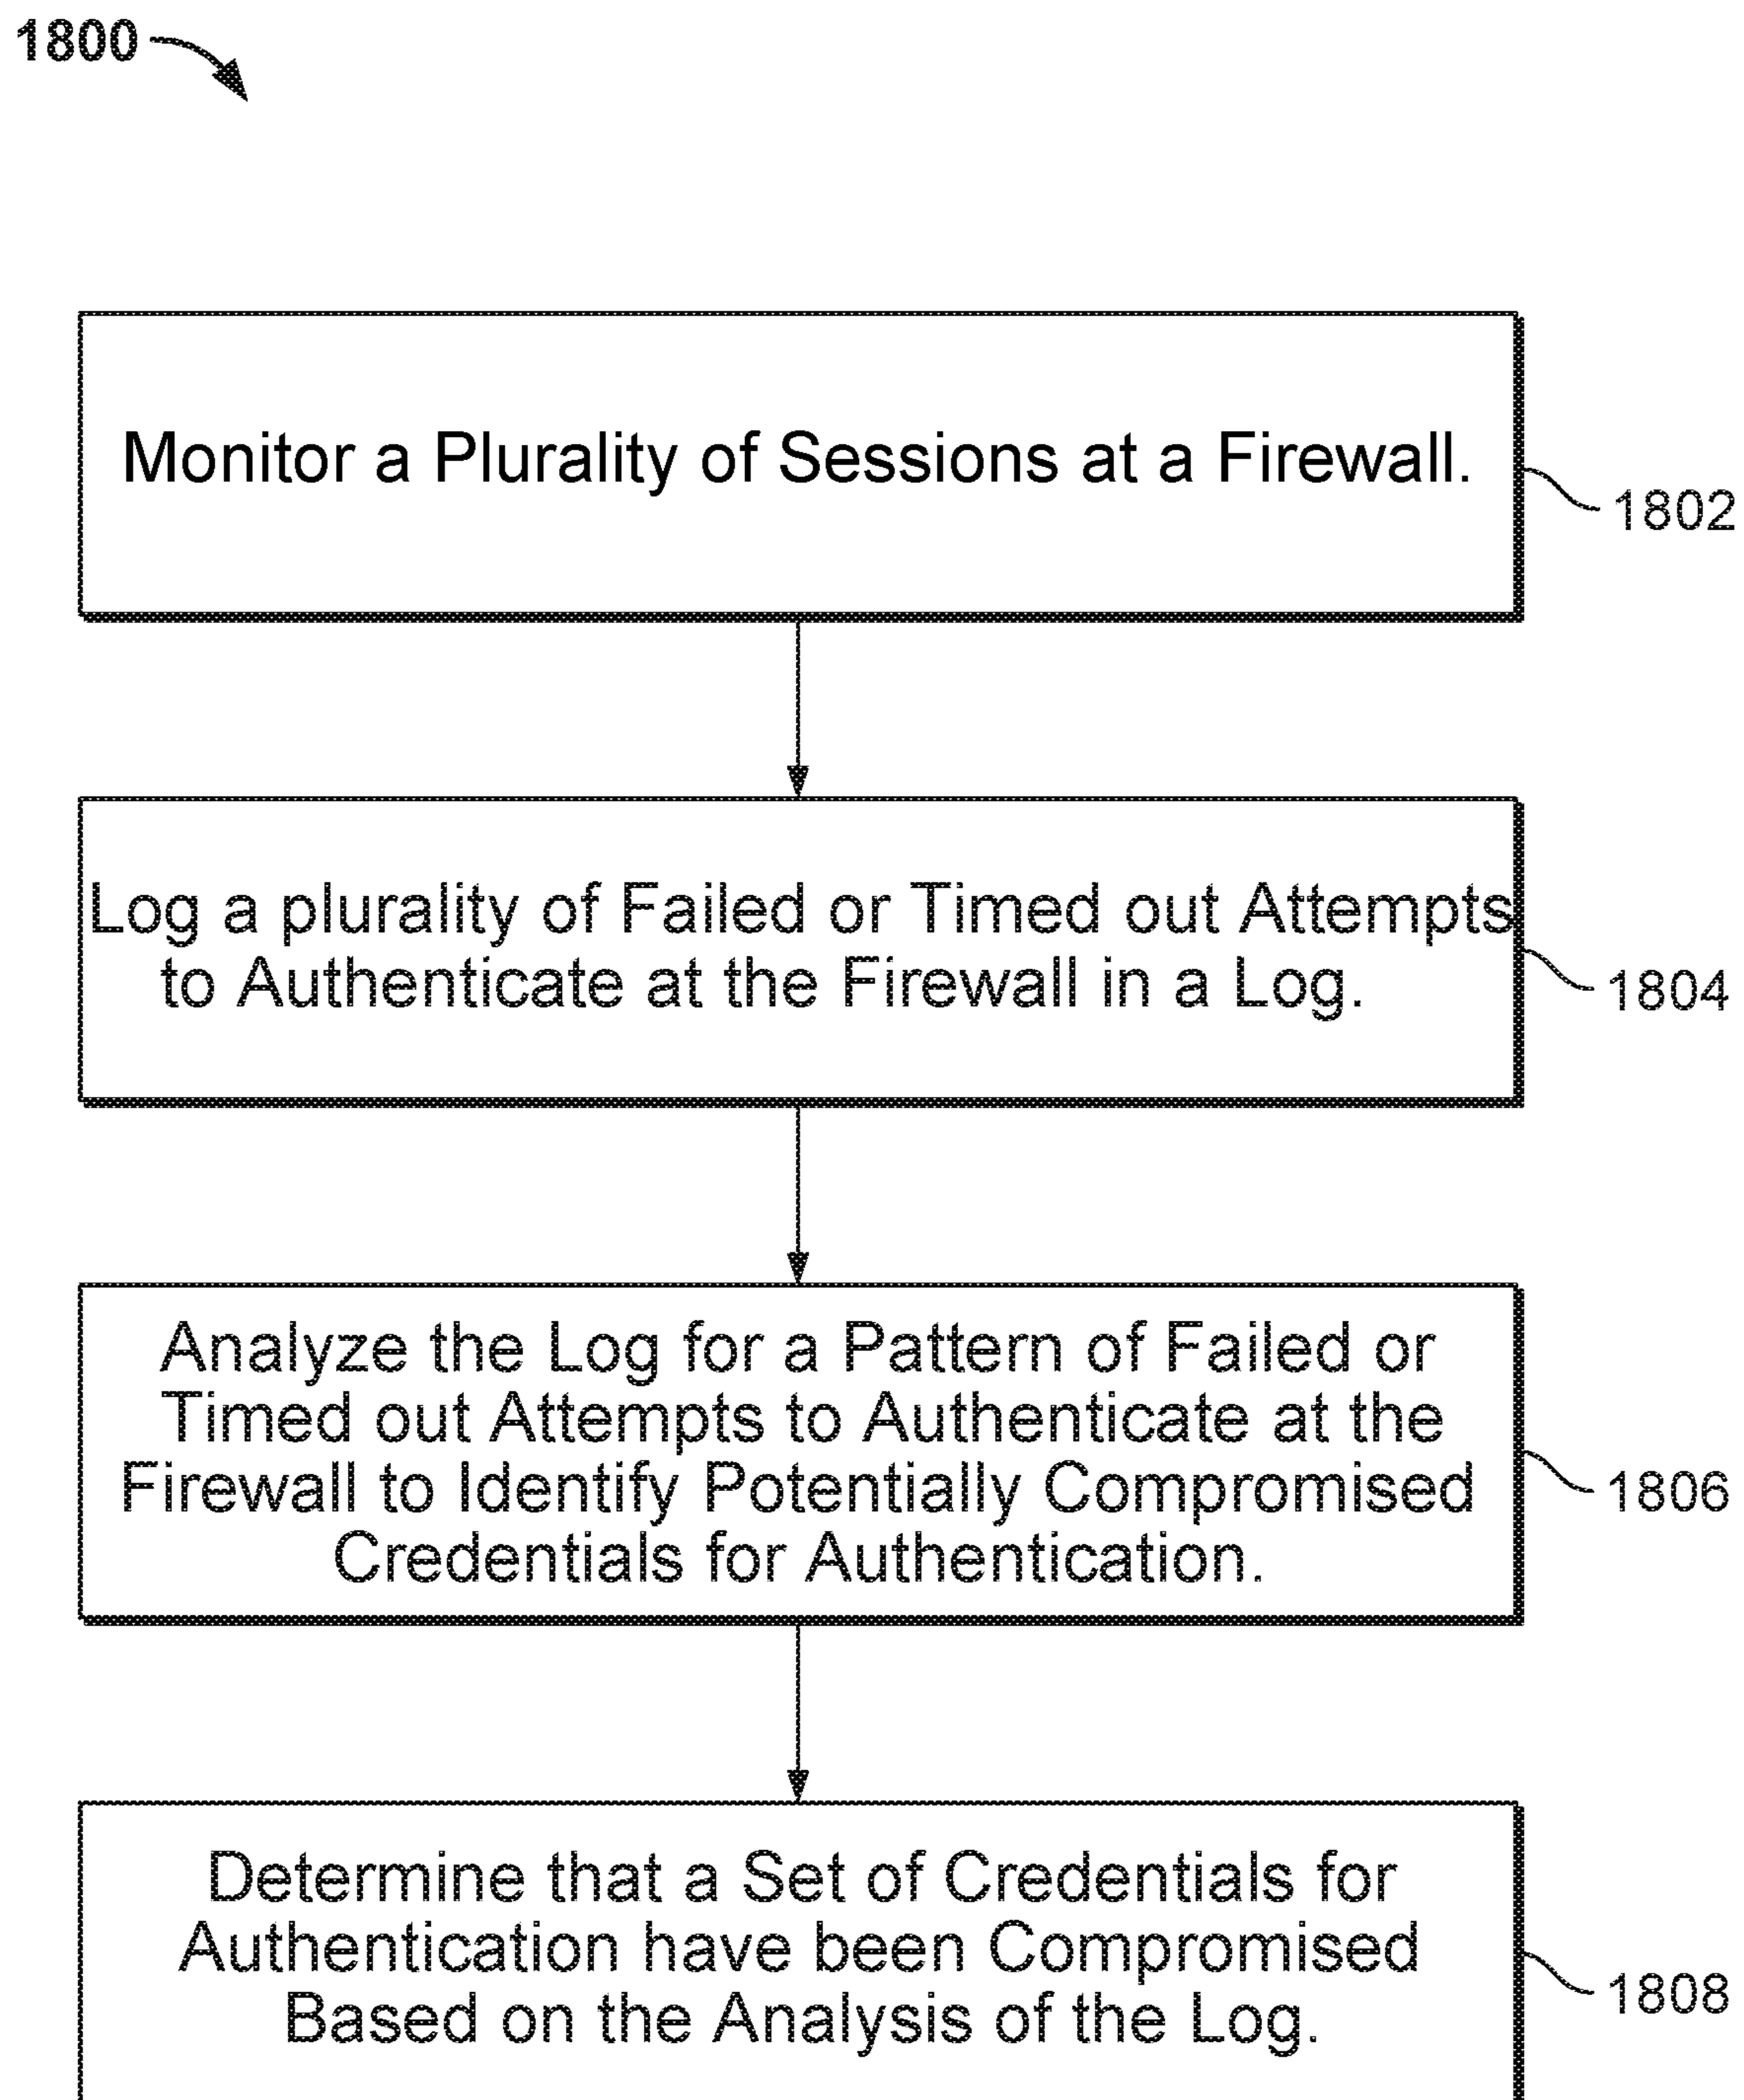 1800
Monitor a Plurality of Sessions at a Firewall.
1802
Log a plurality of Failed or Timed out Attempts
to Authenticate at the Firewall in a Log.
1804
Analyze the Log for a Pattern of Failed or
Timed out Attempts to Authenticate at the
Firewall to Identify Potentially Compromised
Credentials for Authentication.
1806
Determine that a Set of Credentials for
Authentication have been Compromised
Based on the Analysis of the Log.
1808